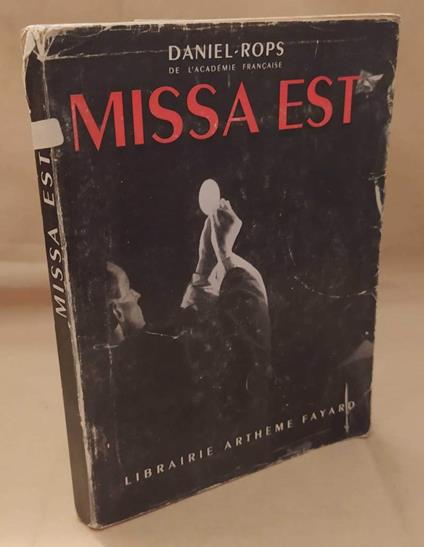 DANIEL-ROPS
DE L'ACADÉMIE FRANÇAISE
MISSA EST
LIBRAIRIE ARTHÈME FAYARD
MISSA EST